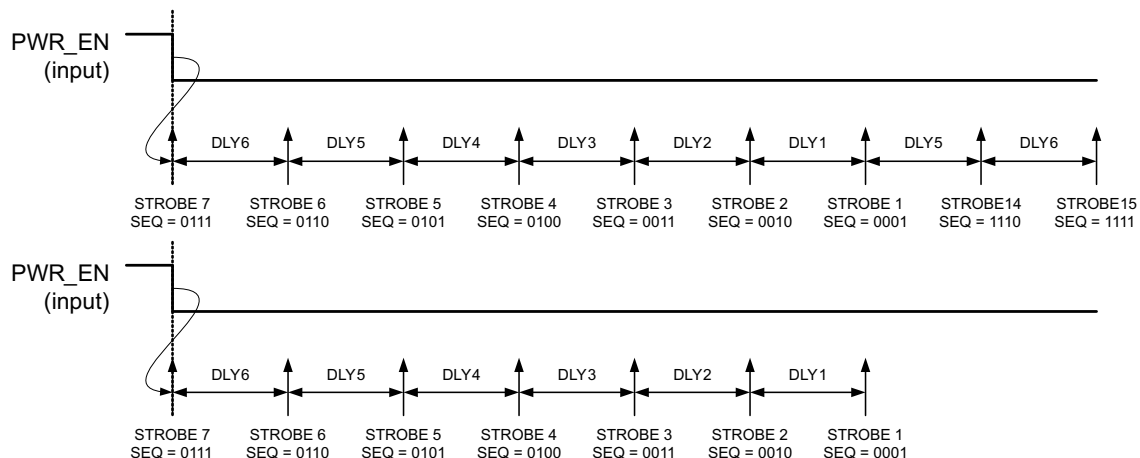 PWR_EN
(input)
DLY6 DLY5 DLY4 DLY3 DLY2 DLY1 DLY5 DLY6
STROBE 7 STROBE 6 STROBE 5 STROBE 4 STROBE 3 STROBE 2 STROBE 1 STROBE14 STROBE15
SEQ = 0111 SEQ = 0110 SEQ = 0101 SEQ = 0100 SEQ = 0011 SEQ = 0010 SEQ = 0001 SEQ = 1110 SEQ = 1111
PWR_EN
(input)
DLY6 DLY5 DLY4 DLY3 DLY2 DLY1
STROBE 7 STROBE 6 STROBE 5 STROBE 4 STROBE 3 STROBE 2 STROBE 1
SEQ = 0111 SEQ = 0110 SEQ = 0101 SEQ = 0100 SEQ = 0011 SEQ = 0010 SEQ = 0001